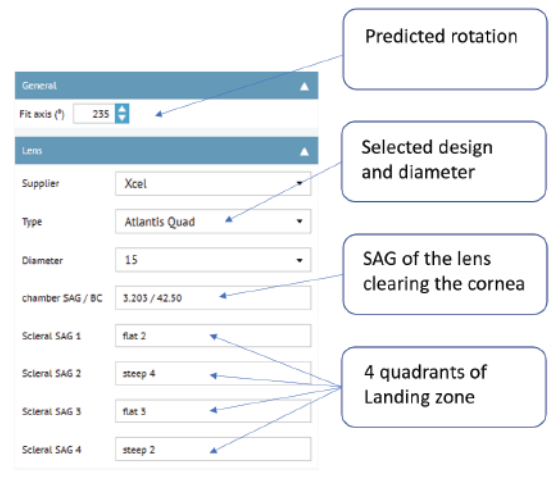 Predicted rotation
General
Fit axis (°) 235
Lens
Selected design
and diameter
Supplier Xcel
Type Atlantis Quad
Diameter 15
SAG of the lens
clearing the cornea
chamber SAG / BC 3.203 / 42.50
Scleral SAG 1 flat 2
Scleral SAG 2 steep 4
4 quadrants of
Landing zone
Scleral SAG 3 flat 3
Scleral SAG 4 steep 2